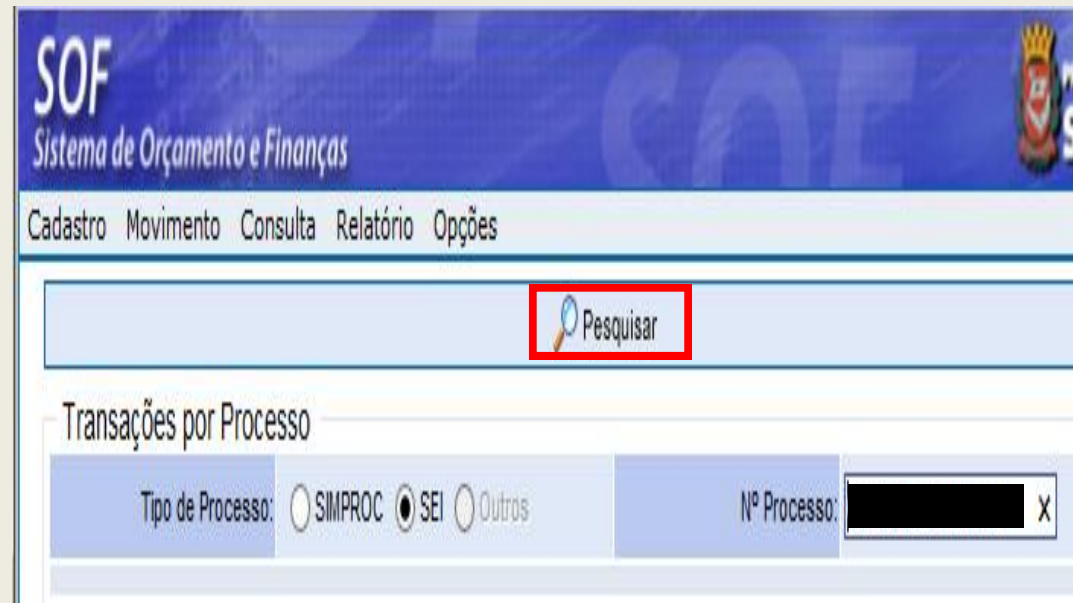 SOF
Sistema de Orçamento e Finanças
Cadastro Movimento Consulta Relatório Opções
Pesquisar
Transações por Processo
Tipo de Processo: SIMPROC SEI Outros Nº Processo: X